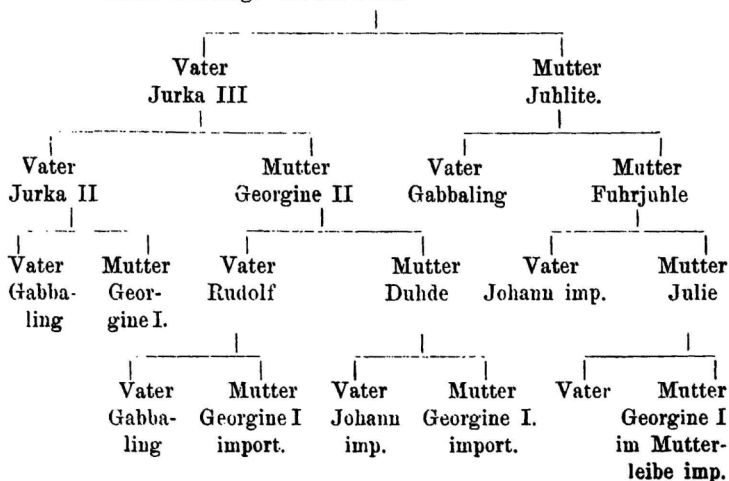 Vater Mutter
Jurka III Juhlite.
Vater Mutter Vater Mutter
Jurka II Georgine II Gabbaling Fuhrjuhle
Vater Mutter Vater Mutter Vater Mutter
Gabba- Geor- Rudolf Duhde Johann imp. Julie
ling gine I.
Vater Mutter Vater Mutter Vater Mutter
Gabba- Georgine I Johann Georgine I. Georgine I
ling import. imp. import. im Mutter-
leibe imp.